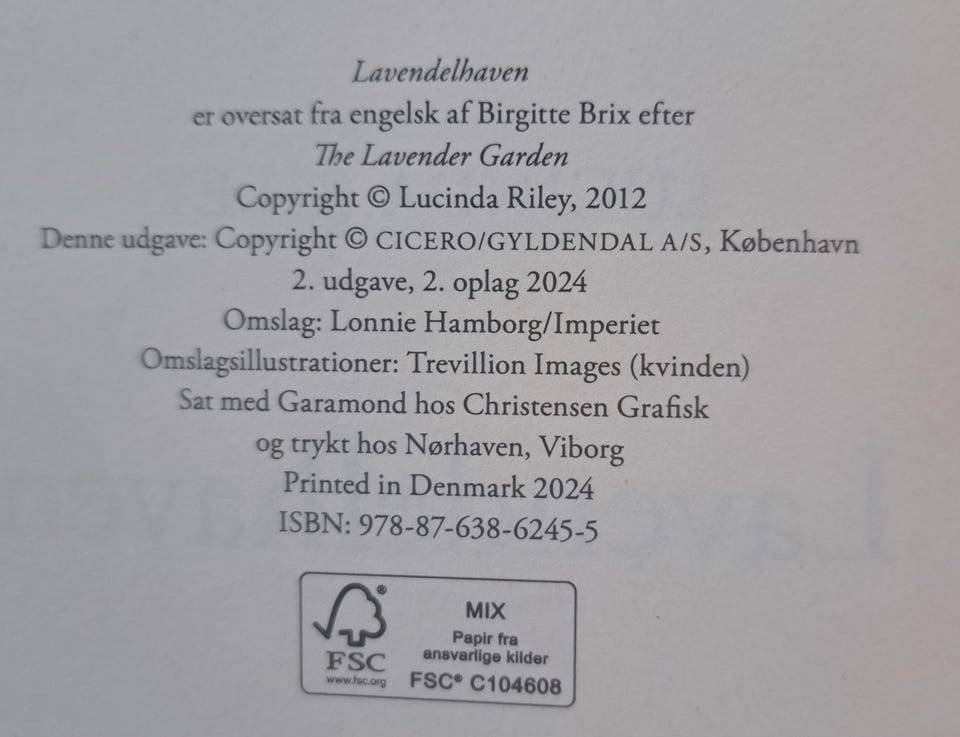 Lavendelhaven
er oversat fra engelsk af Birgitte Brix efter
The Lavender Garden
Copyright © Lucinda Riley, 2012
Denne udgave: Copyright © CICERO/GYLDENDAL A/S, København
2. udgave, 2. oplag 2024
Omslag: Lonnie Hamborg/Imperiet
Omslagsillustrationer: Trevillion Images (kvinden)
Sat med Garamond hos Christensen Grafisk
og trykt hos Nørhaven, Viborg
Printed in Denmark 2024
ISBN: 978-87-638-6245-5
®
FSC
www.fsc.org
MIX
Papir fra
ansvarlige kilder
FSC® C104608